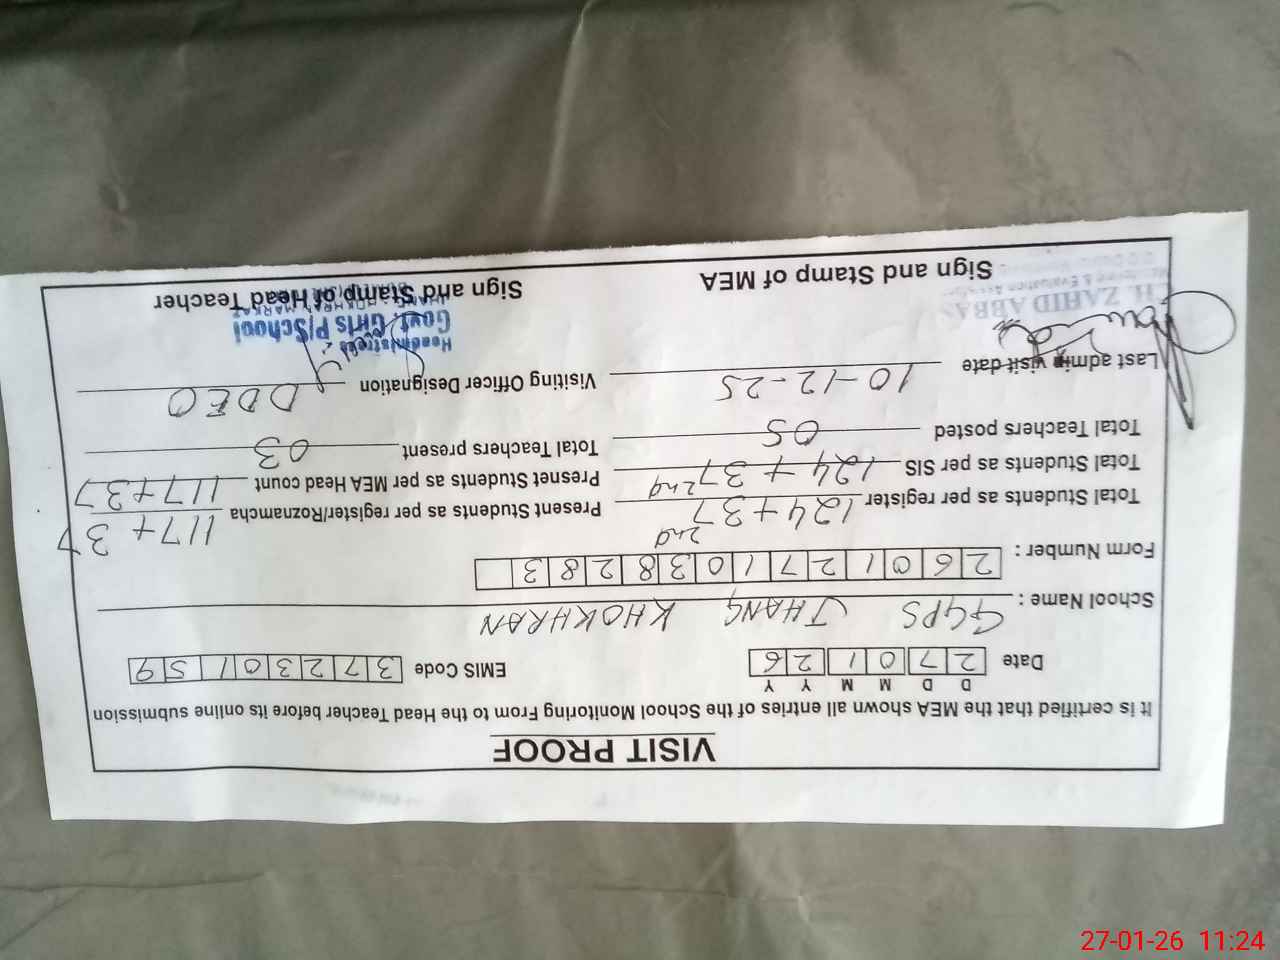 VISIT PROOF
It is certified that the MEA shown all entries of the School Monitoring From to the Head Teacher before its online submission
D D M M Y Y
Date 2 7 0 1 2 6 EMIS Code 3 7 2 3 0 1 5 9
School Name : GGPS JHANG KHOKHRAN
Form Number : 2 6 0 1 2 7 1 0 3 8 2 8 3
Total Students as per register 124+37 2nd Present Students as per register/Roznamcha 117+37
Total Students as per SIS 124+37 2nd Presnet Students as per MEA Head count 117+37
Total Teachers posted 05 Total Teachers present 03
Last admin visit date 10-12-25 Visiting Officer Designation DDEO
CH. ZAHID ABBAS
Monitoring & Evaluation Assistant
Headmistress
Govt Girls P/School
Sign and Stamp of MEA Sign and Stamp of Head Teacher
27-01-26 11:24